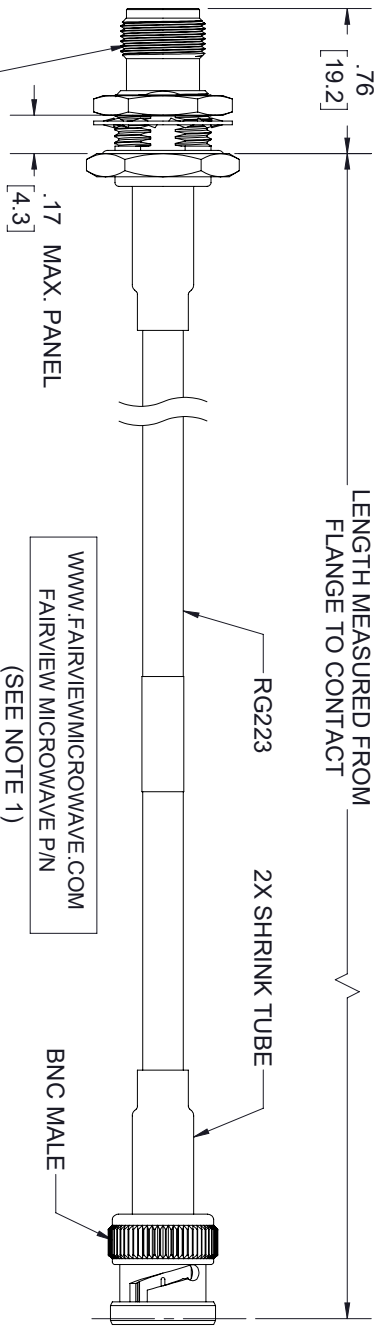 .76
[19.2]
LENGTH MEASURED FROM
FLANGE TO CONTACT
.17 MAX. PANEL
[4.3]
RG223
2X SHRINK TUBE
BNC MALE
WWW.FAIRVIEWMICROWAVE.COM
FAIRVIEW MICROWAVE P/N
(SEE NOTE 1)